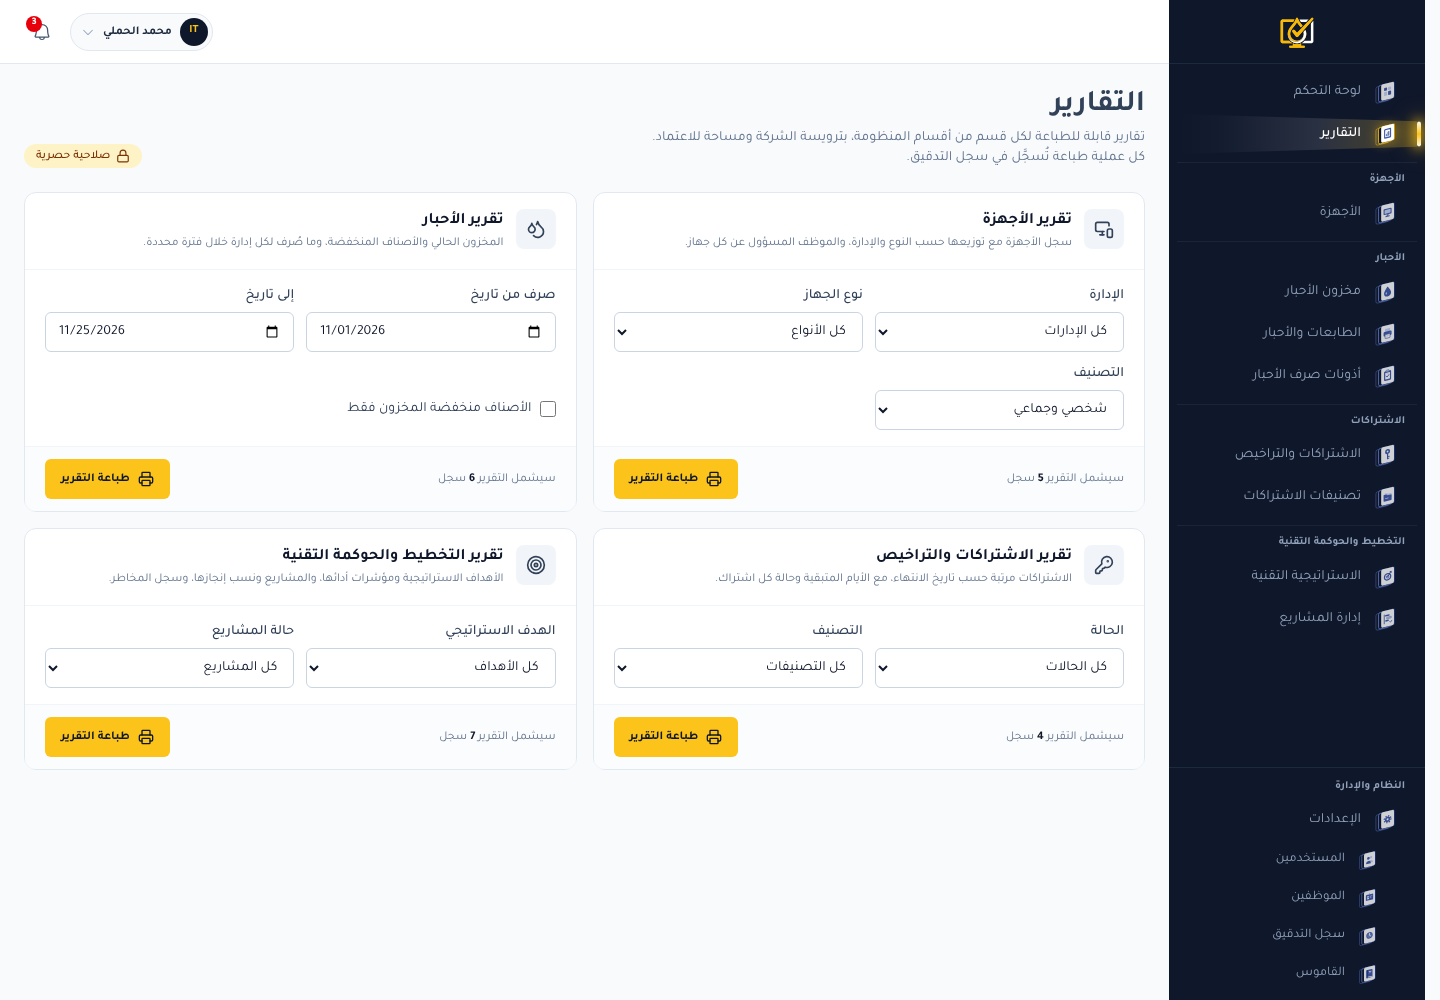 لوحة التحكم
التقارير
الأجهزة
الأجهزة
الأحبار
مخزون الأحبار
الطابعات والأحبار
أذونات صرف الأحبار
الاشتراكات
الاشتراكات والتراخيص
تصنيفات الاشتراكات
التخطيط والحوكمة التقنية
الاستراتيجية التقنية
إدارة المشاريع
النظام والإدارة
الإعدادات
المستخدمين
الموظفين
سجل التدقيق
القاموس
IT
محمد الحملي
3
التقارير
تقارير قابلة للطباعة لكل قسم من أقسام المنظومة، بترويسة الشركة ومساحة للاعتماد.
كل عملية طباعة تُسجَّل في سجل التدقيق.
صلاحية حصرية
تقرير الأجهزة
سجل الأجهزة مع توزيعها حسب النوع والإدارة، والموظف المسؤول عن كل جهاز.
الإدارة
نوع الجهاز
كل الإدارات
كل الأنواع
التصنيف
شخصي وجماعي
سيشمل التقرير 5 سجل
طباعة التقرير
تقرير الأحبار
المخزون الحالي والأصناف المنخفضة، وما صُرف لكل إدارة خلال فترة محددة.
صرف من تاريخ
إلى تاريخ
11/01/2026
11/25/2026
الأصناف منخفضة المخزون فقط
سيشمل التقرير 6 سجل
طباعة التقرير
تقرير الاشتراكات والتراخيص
الاشتراكات مرتبة حسب تاريخ الانتهاء، مع الأيام المتبقية وحالة كل اشتراك.
الحالة
التصنيف
كل الحالات
كل التصنيفات
سيشمل التقرير 4 سجل
طباعة التقرير
تقرير التخطيط والحوكمة التقنية
الأهداف الاستراتيجية ومؤشرات أدائها، والمشاريع ونسب إنجازها، وسجل المخاطر.
الهدف الاستراتيجي
حالة المشاريع
كل الأهداف
كل المشاريع
سيشمل التقرير 7 سجل
طباعة التقرير